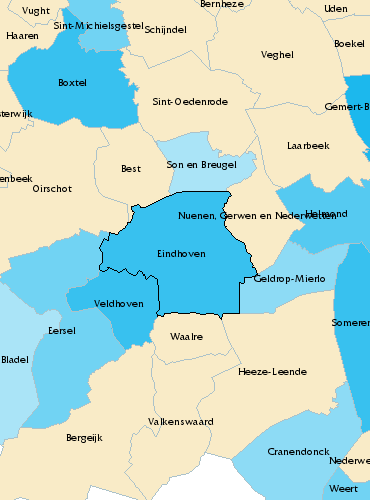 Bernheze
Uden
Vught
Sint-Michielsgestel
Schijndel
Haaren
Boekel
Veghel
Boxtel
Sint-Oedenrode
Gemert-B
sterwijk
Laarbeek
Best
Son en Breugel
enbeek
Oirschot
Nuenen, Gerwen en Nederwetten
Helmond
Eindhoven
Geldrop-Mierlo
Veldhoven
Someren
Eersel
Waalre
Bladel
Heeze-Leende
Valkenswaard
Bergeijk
Cranendonck
Nederwe
Weert